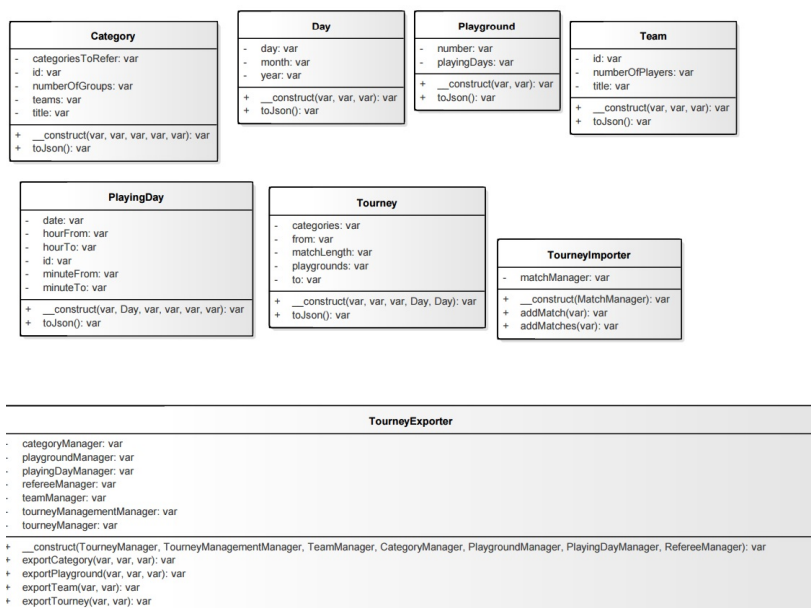 Category
- categoriesToRefer: var
- id: var
- numberOfGroups: var
- teams: var
- title: var
+ __construct(var, var, var, var, var): var
+ toJson(): var
Day
- day: var
- month: var
- year: var
+ __construct(var, var, var): var
+ toJson(): var
Playground
- number: var
- playingDays: var
+ __construct(var, var): var
+ toJson(): var
Team
- id: var
- numberOfPlayers: var
- title: var
+ __construct(var, var, var): var
+ toJson(): var
PlayingDay
- date: var
- hourFrom: var
- hourTo: var
- id: var
- minuteFrom: var
- minuteTo: var
+ __construct(var, Day, var, var, var, var): var
+ toJson(): var
Tourney
- categories: var
- from: var
- matchLength: var
- playgrounds: var
- to: var
+ __construct(var, var, var, Day, Day): var
+ toJson(): var
TourneyImporter
- matchManager: var
+ __construct(MatchManager): var
+ addMatch(var): var
+ addMatches(var): var
TourneyExporter
- categoryManager: var
- playgroundManager: var
- playingDayManager: var
- refereeManager: var
- teamManager: var
- tourneyManagementManager: var
- tourneyManager: var
+ __construct(TourneyManager, TourneyManagementManager, TeamManager, CategoryManager, PlaygroundManager, PlayingDayManager, RefereeManager): var
+ exportCategory(var, var, var): var
+ exportPlayground(var, var, var): var
+ exportTeam(var, var): var
+ exportTourney(var, var): var